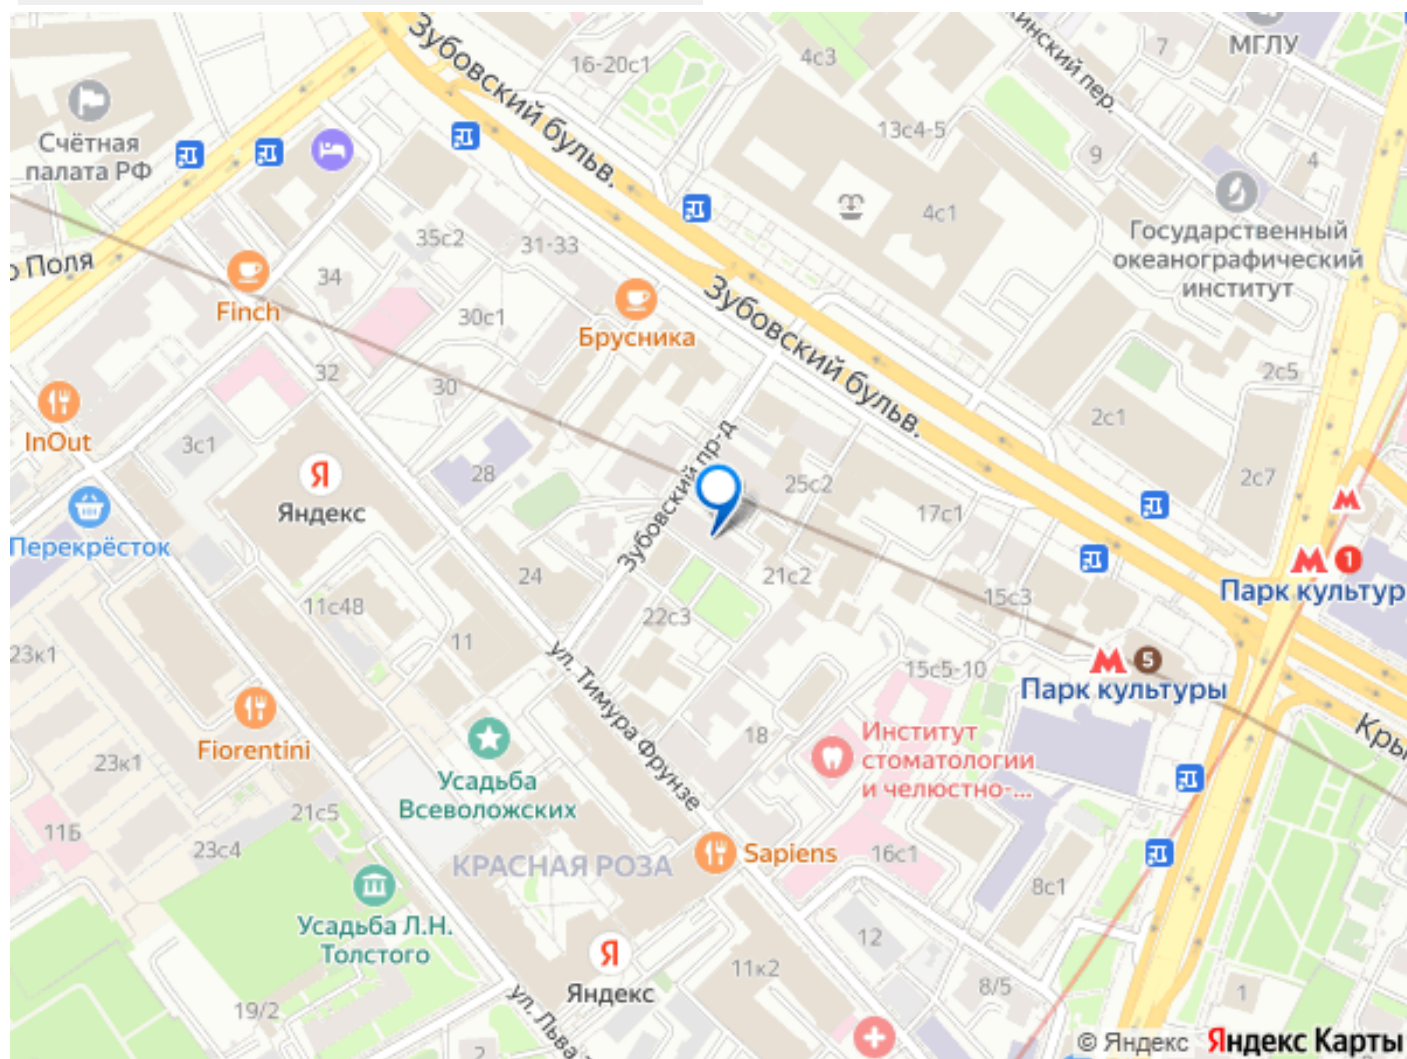 Зубовский бульв.
16-20с1
4с3
7
МГЛУ
Счётная
палата РФ
13с4-5
9
4
4с1
Государственный
океанографический
институт
35с2
31-33
о Поля
34
Finch
30с1
Брусника
Зубовский бульв.
2с5
32
30
2с1
InOut
3с1
28
Зубовский пр-д
25с2
2с7
Я
Яндекс
17с1
Перекрёсток
24
21с2
1
Парк культур
15с3
11с48
22с3
11
23к1
15с5-10
5
Парк культуры
ул. Тимура Фрунзе
Fiorentini
18
Институт
стоматологии
и челюстно-...
Кры
23к1
Усадьба
Всеволожских
21с5
11Б
23с4
КРАСНАЯ РОЗА
Sapiens
16с1
8с1
Усадьба Л.Н.
Толстого
12
Я
Яндекс
11к2
8/5
1
19/2
ул. Льва
2
© Яндекс Яндекс Карты